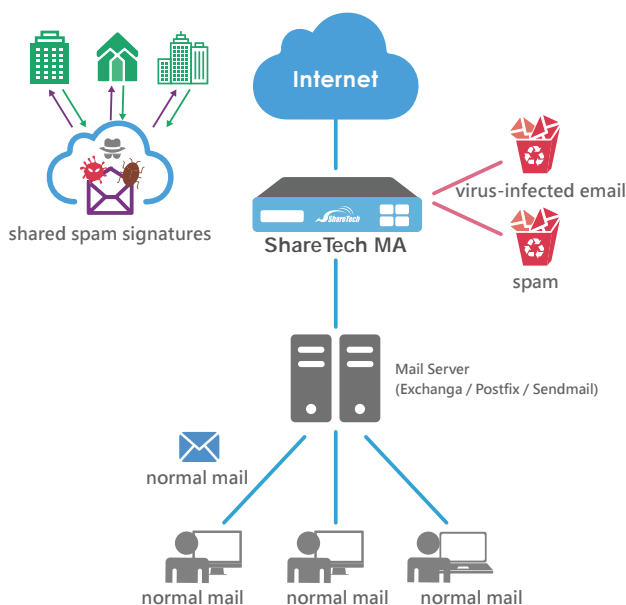 Internet
shared spam signatures
virus-infected email
ShareTech
ShareTech MA
spam
Mail Server
(Exchanga / Postfix / Sendmail)
normal mail
normal mail
normal mail
normal mail